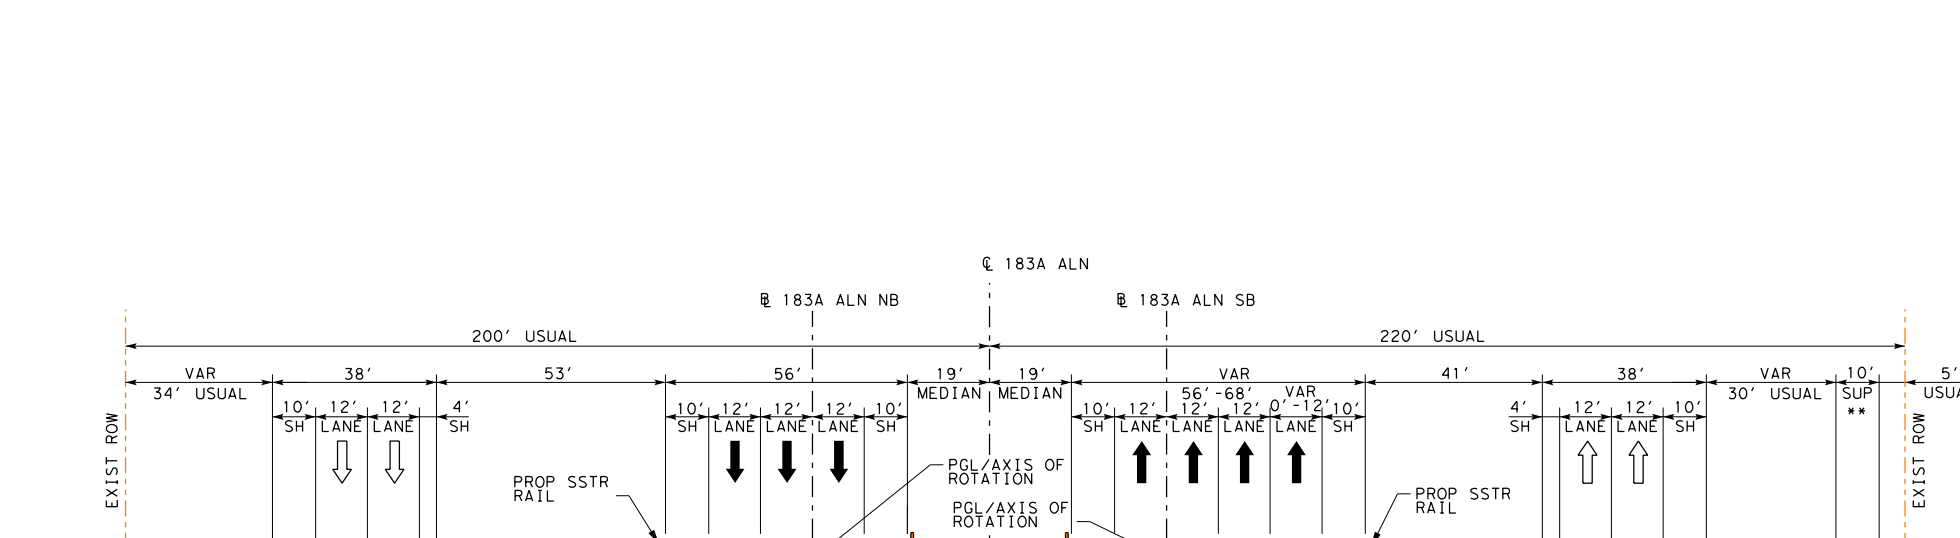 ℄ 183A ALN
⅊ 183A ALN NB
⅊ 183A ALN SB
200' USUAL
220' USUAL
VAR
34' USUAL
38'
53'
56'
19'
MEDIAN
19'
MEDIAN
VAR
56'-68'
41'
38'
VAR
30' USUAL
10'
SUP
**
5'
10'
SH
12'
LANE
12'
LANE
4'
SH
10'
SH
12'
LANE
12'
LANE
12'
LANE
10'
SH
10'
SH
12'
LANE
12'
LANE
12'
LANE
VAR
0'-12'
LANE
10'
SH
4'
SH
12'
LANE
12'
LANE
10'
SH
EXIST ROW
PROP SSTR
RAIL
PGL/AXIS OF
ROTATION
PGL/AXIS OF
ROTATION
PROP SSTR
RAIL
EXIST ROW